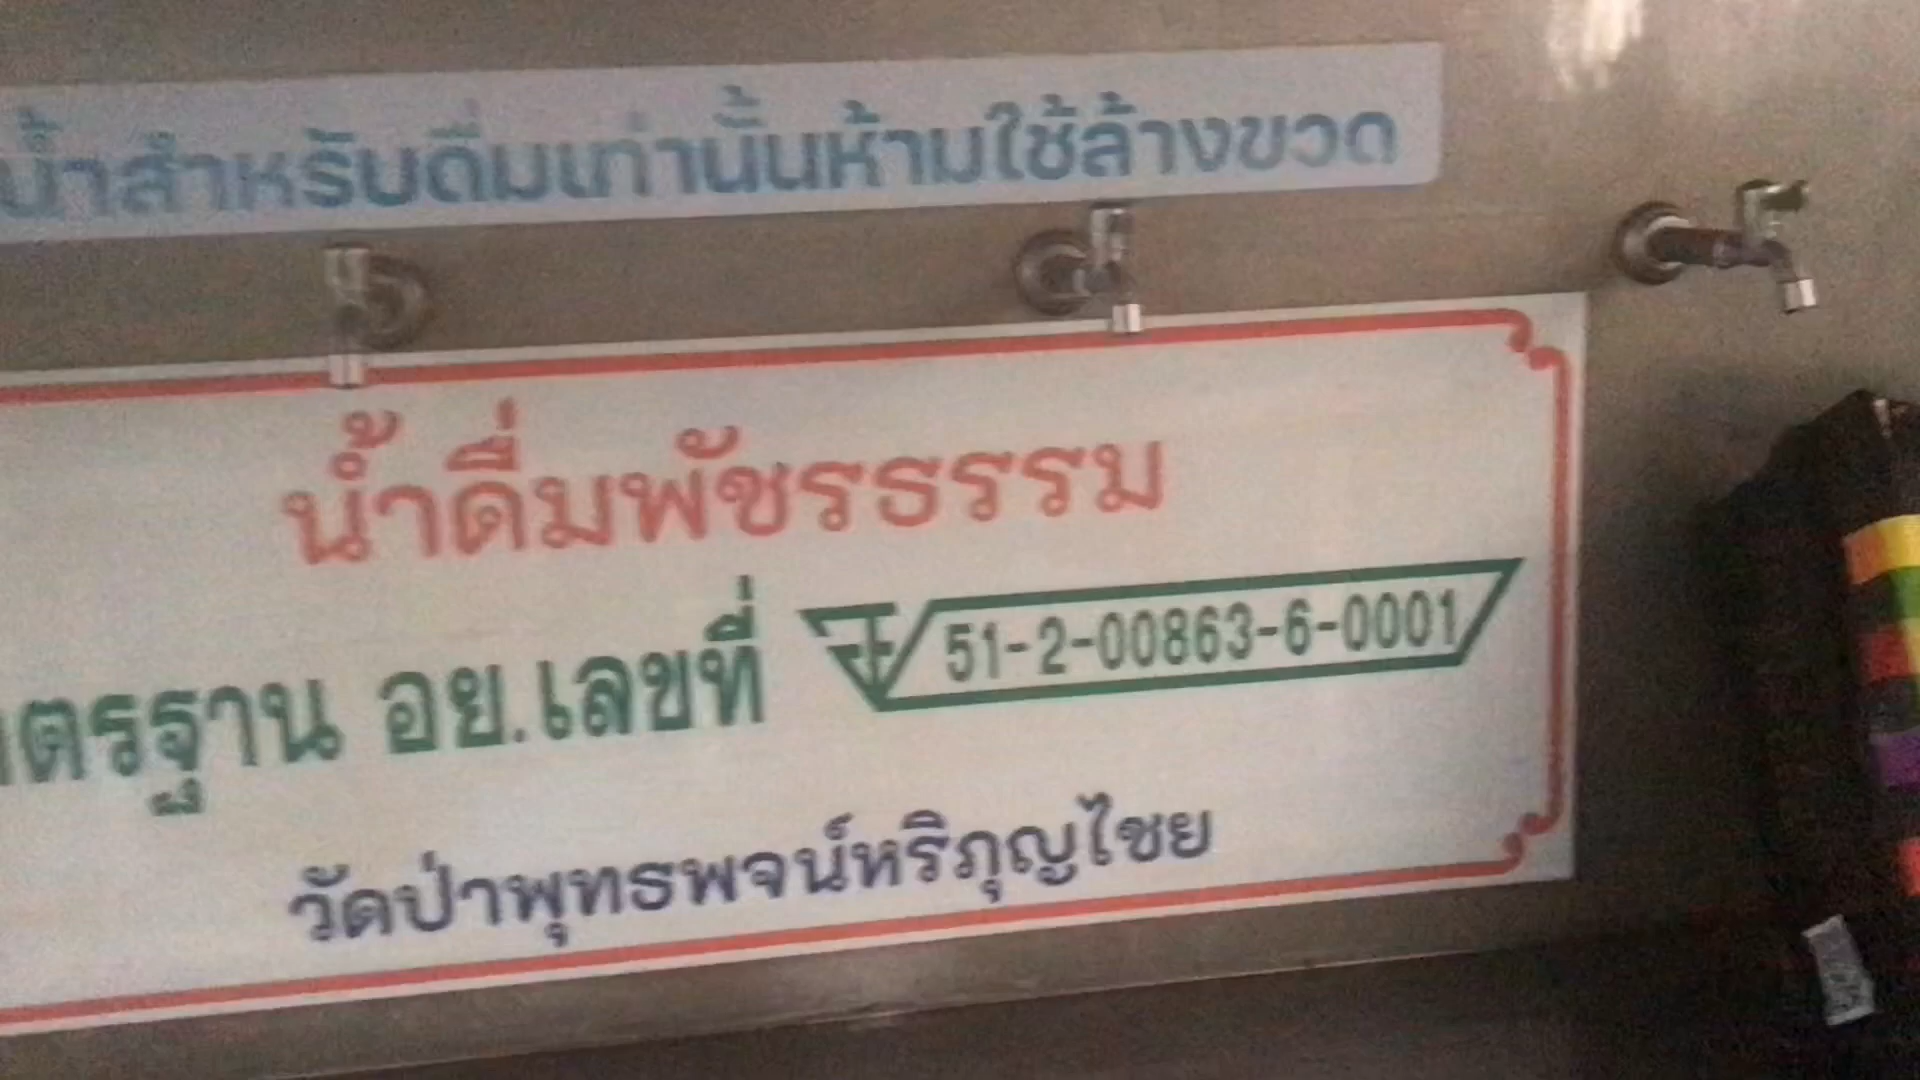 น้ำสำหรับดื่มเท่านั้นห้ามใช้ล้างขวด
น้ำดื่มพัชรธรรม
าตรฐาน อย.เลขที่ 51-2-00863-6-0001
วัดป่าพุทธพจน์หริภุญไชย